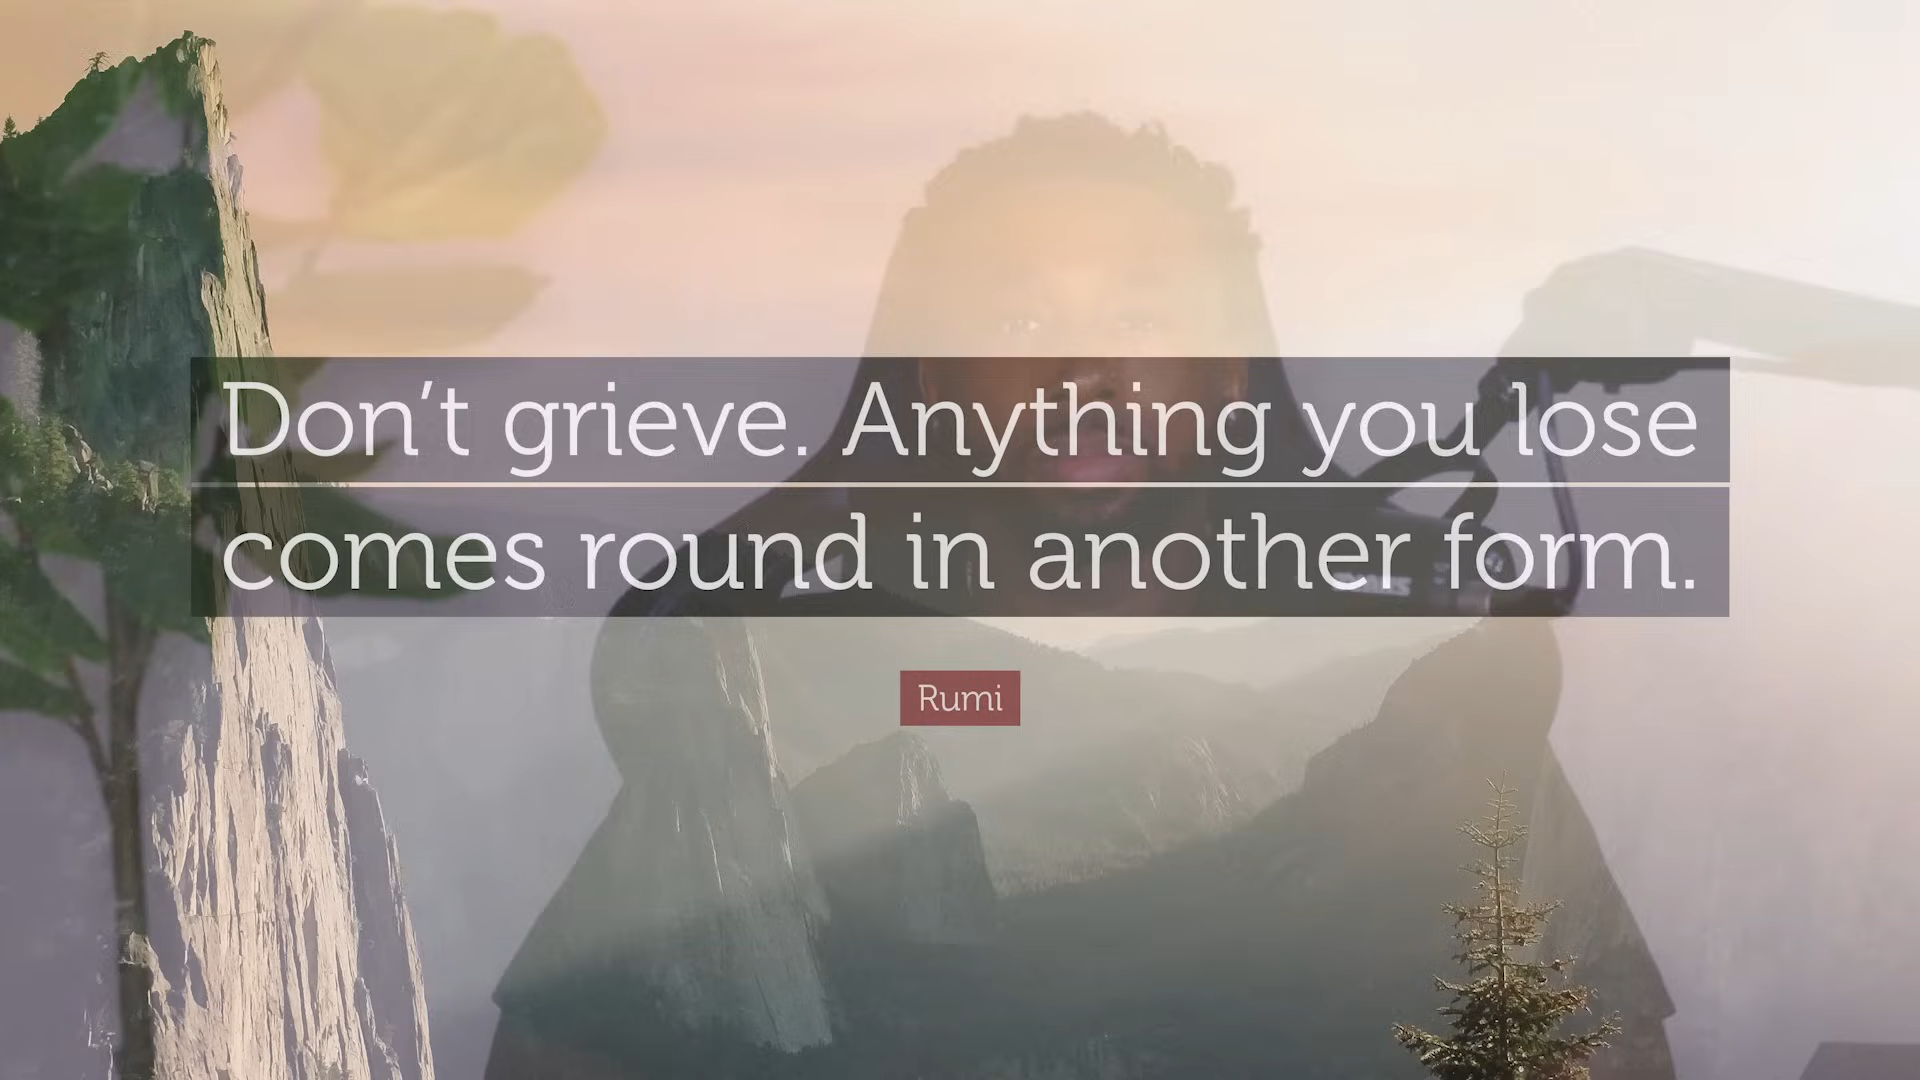 Don’t grieve. Anything you lose
comes round in another form.
Rumi